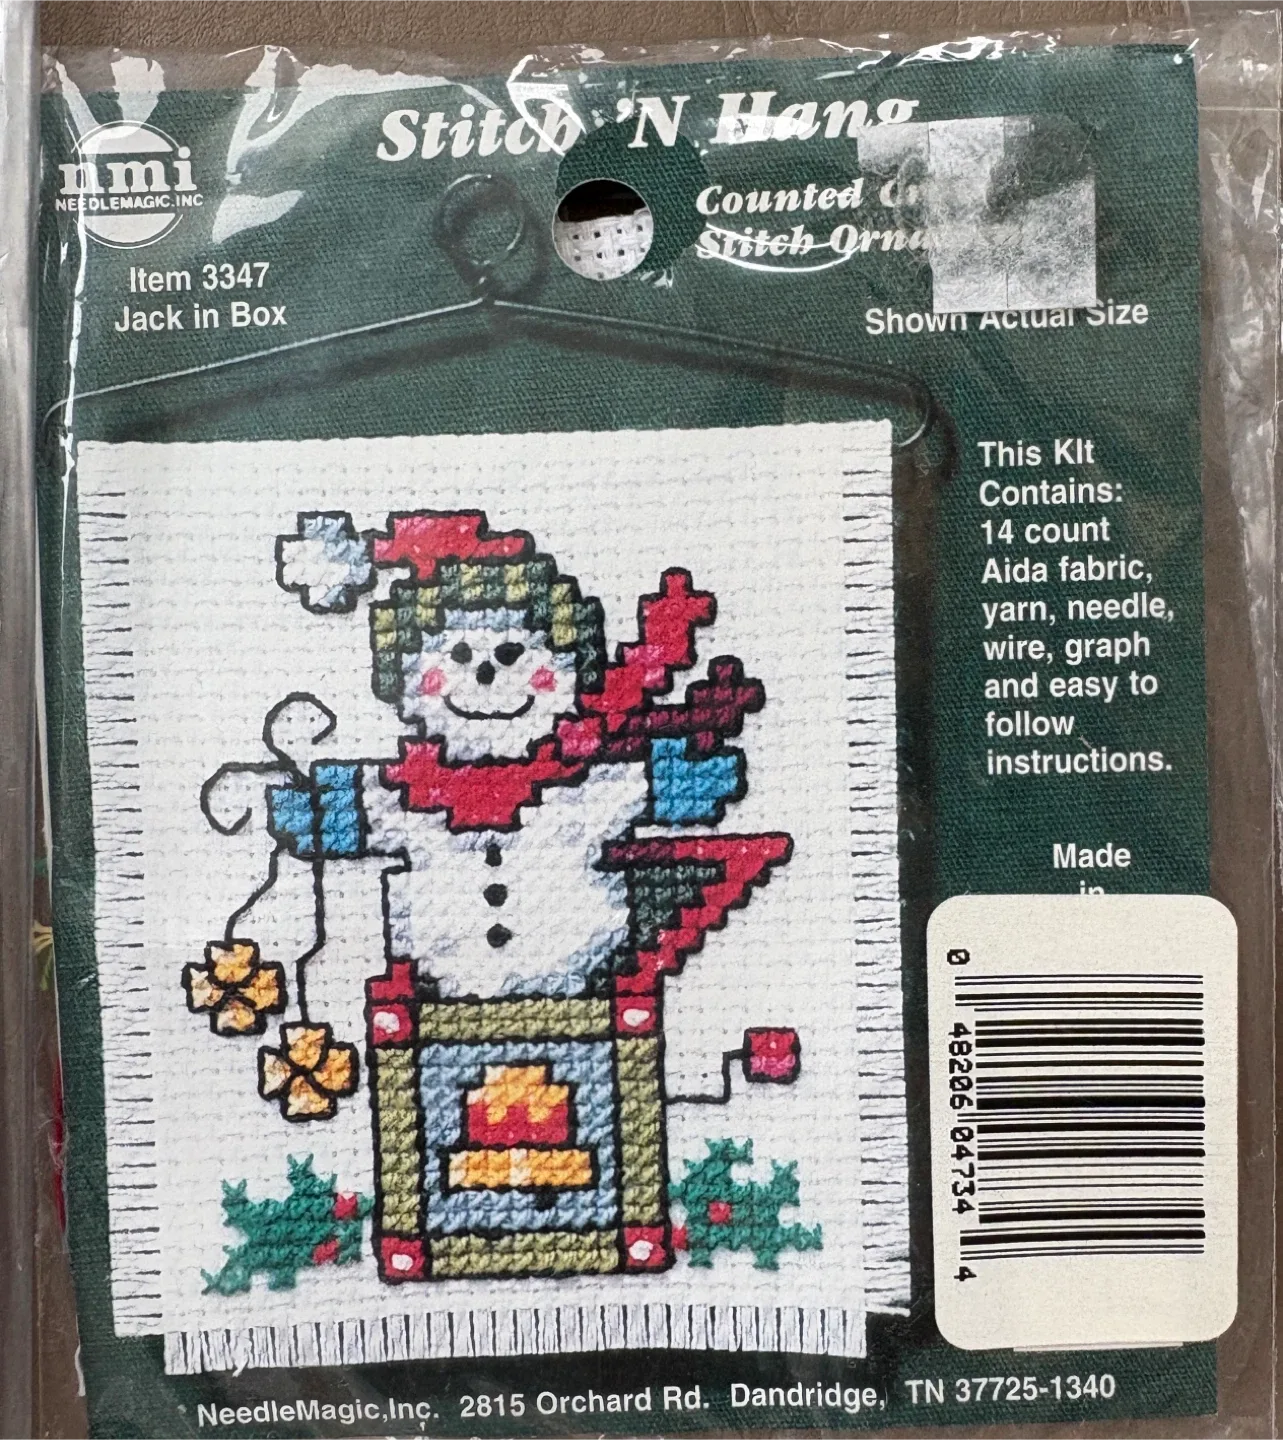 Stitch 'N Hang
nmi
NEEDLEMAGIC.INC
Counted
Stitch
Item 3347
Jack in Box
Shown Actual Size
This KIt
Contains:
14 count
Aida fabric,
yarn, needle,
wire, graph
and easy to
follow
instructions.
Made
in
0 48206 04734 4
NeedleMagic,Inc. 2815 Orchard Rd. Dandridge, TN 37725-1340